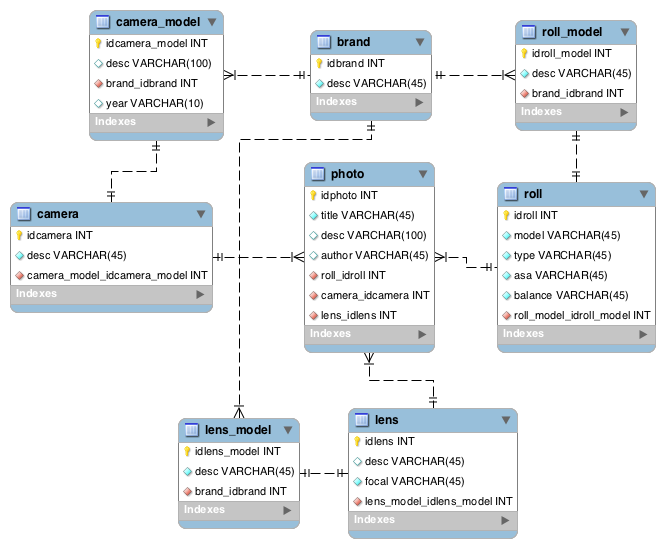 camera_model
idcamera_model INT
desc VARCHAR(100)
brand_idbrand INT
year VARCHAR(10)
Indexes
brand
idbrand INT
desc VARCHAR(45)
Indexes
roll_model
idroll_model INT
desc VARCHAR(45)
brand_idbrand INT
Indexes
camera
idcamera INT
desc VARCHAR(45)
camera_model_idcamera_model INT
Indexes
photo
idphoto INT
title VARCHAR(45)
desc VARCHAR(100)
author VARCHAR(45)
roll_idroll INT
camera_idcamera INT
lens_idlens INT
Indexes
roll
idroll INT
model VARCHAR(45)
type VARCHAR(45)
asa VARCHAR(45)
balance VARCHAR(45)
roll_model_idroll_model INT
Indexes
lens_model
idlens_model INT
desc VARCHAR(45)
brand_idbrand INT
Indexes
lens
idlens INT
desc VARCHAR(45)
focal VARCHAR(45)
lens_model_idlens_model INT
Indexes